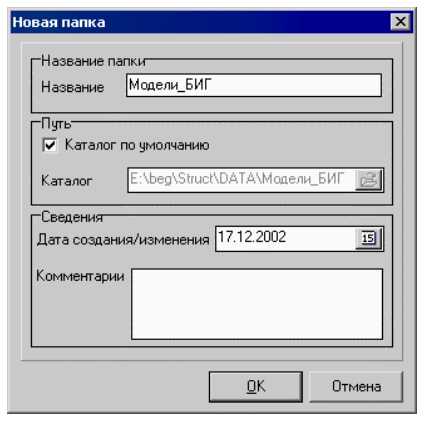 Новая папка
Название папки
Название Модели_БИГ
Путь
Каталог по умолчанию
Каталог E:\beg\Struct\DATA\Модели_БИГ
Сведения
Дата создания/изменения 17.12.2002 15
Комментарии
OK Отмена